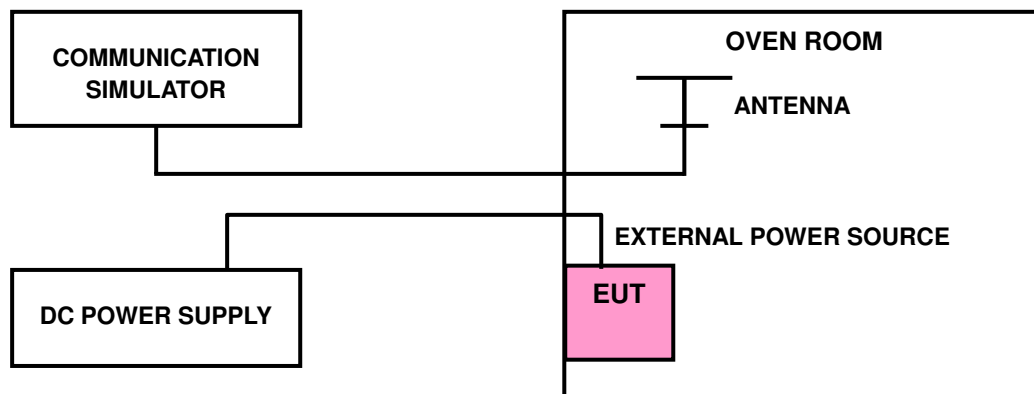 COMMUNICATION
SIMULATOR
OVEN ROOM
ANTENNA
EXTERNAL POWER SOURCE
DC POWER SUPPLY
EUT